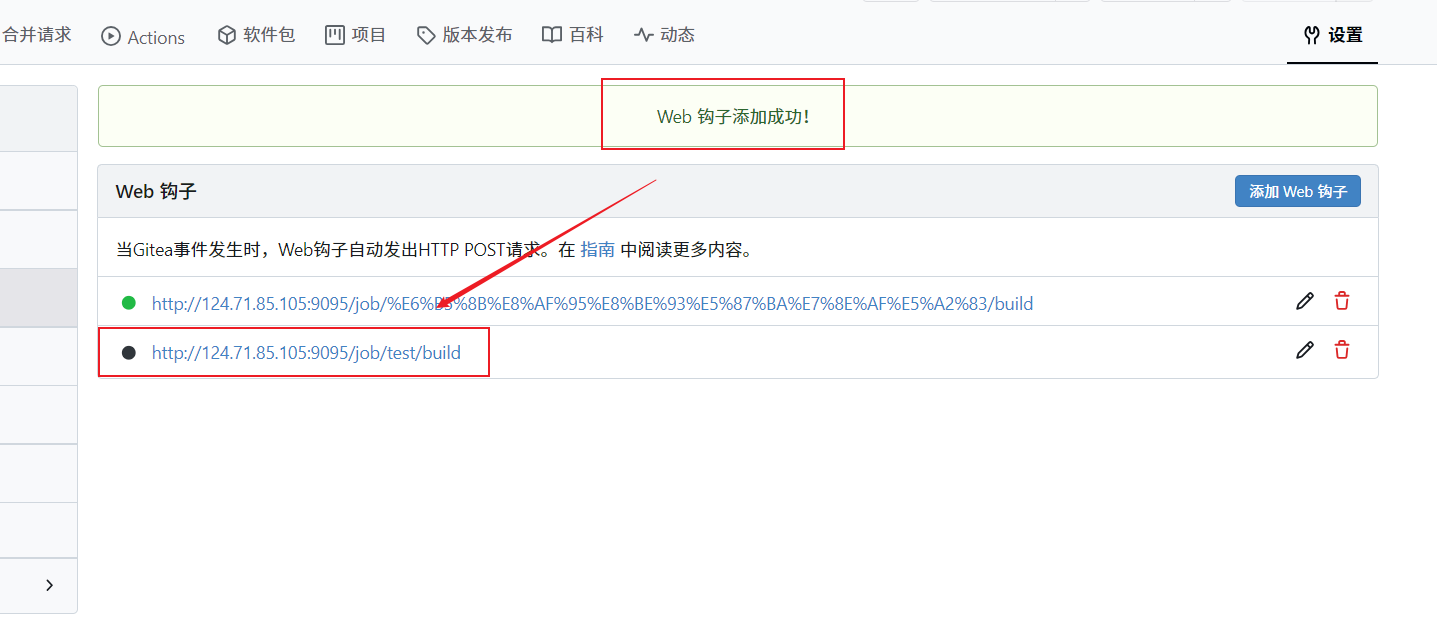 合并请求 Actions 软件包 项目 版本发布 百科 动态 设置
Web 钩子添加成功!
Web 钩子 添加 Web 钩子
当Gitea事件发生时，Web钩子自动发出HTTP POST请求。在 指南 中阅读更多内容。
http://124.71.85.105:9095/job/%E6%B5%8B%E8%AF%95%E8%BE%93%E5%87%BA%E7%8E%AF%E5%A2%83/build
http://124.71.85.105:9095/job/test/build